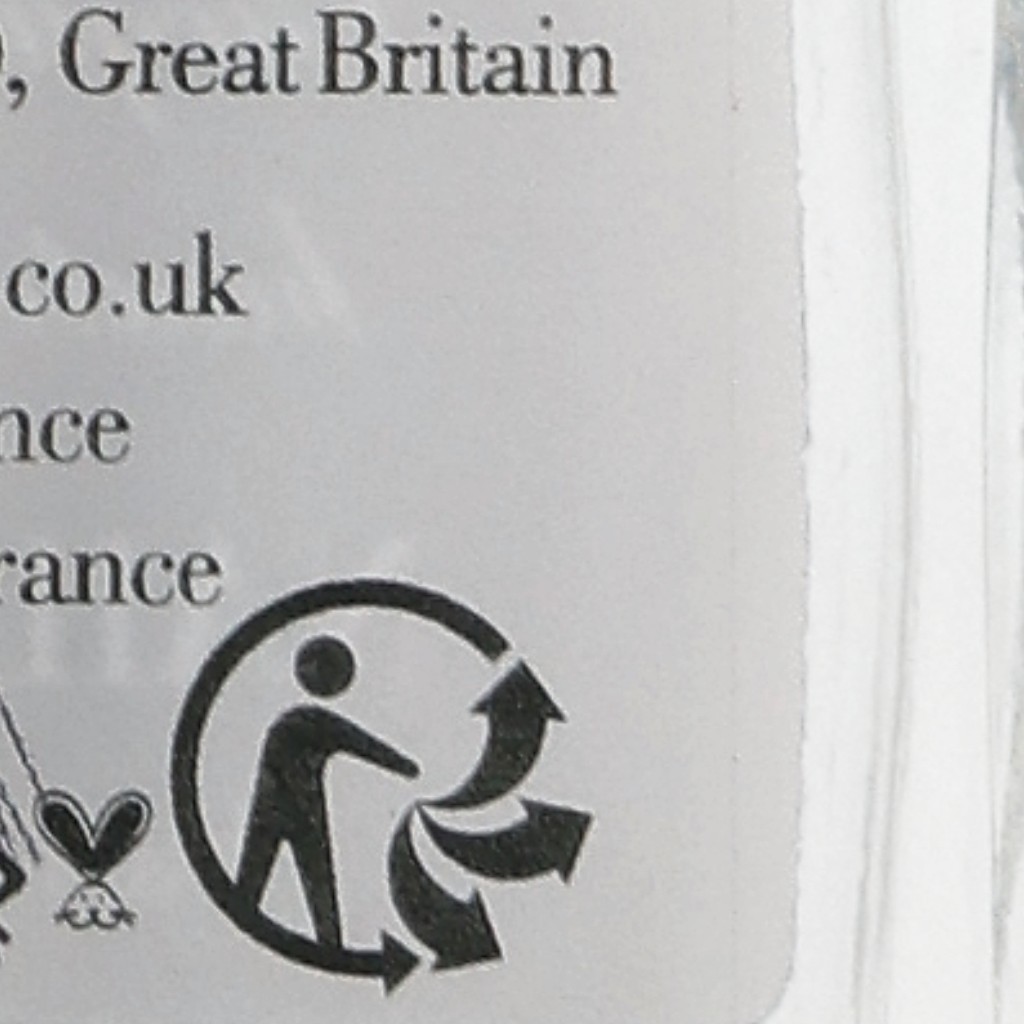 , Great Britain
co.uk
nce
rance